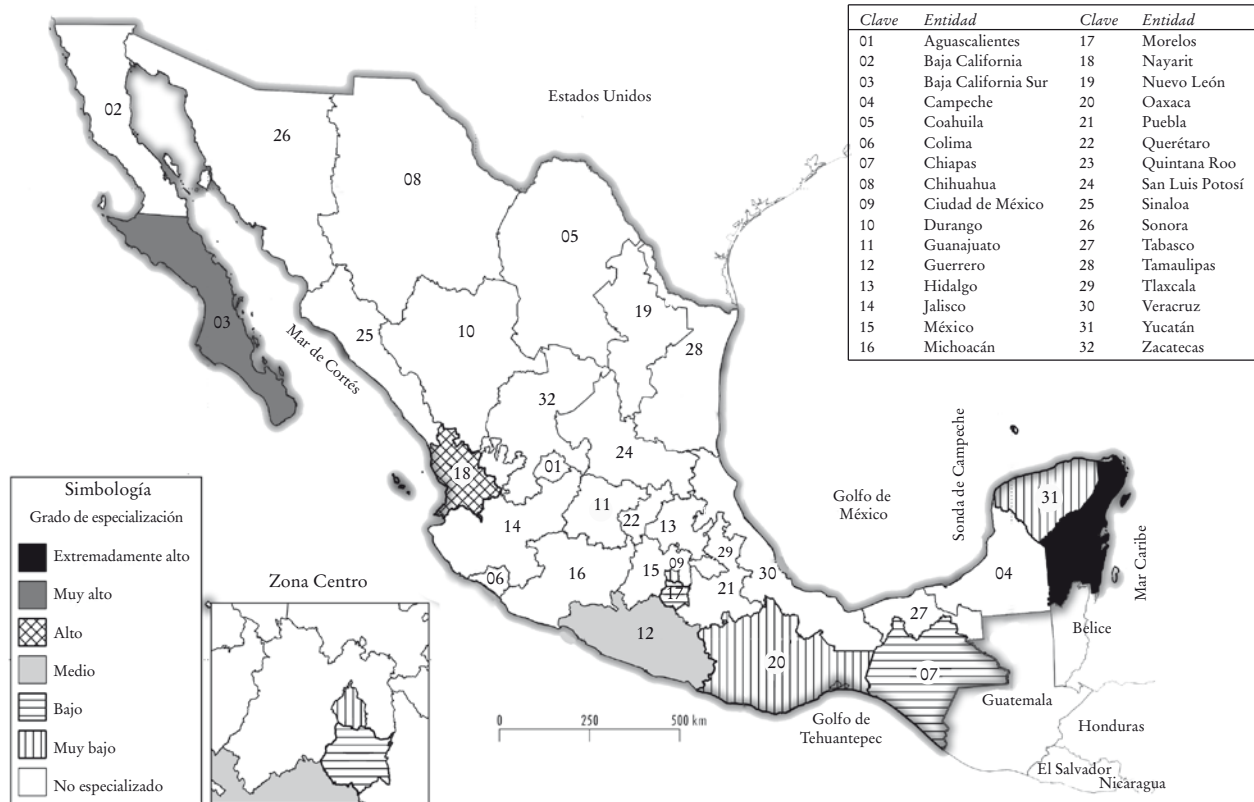 Clave Entidad Clave Entidad
01 Aguascalientes 17 Morelos
02 Baja California 18 Nayarit
03 Baja California Sur 19 Nuevo León
04 Campeche 20 Oaxaca
05 Coahuila 21 Puebla
06 Colima 22 Querétaro
07 Chiapas 23 Quintana Roo
08 Chihuahua 24 San Luis Potosí
09 Ciudad de México 25 Sinaloa
10 Durango 26 Sonora
11 Guanajuato 27 Tabasco
12 Guerrero 28 Tamaulipas
13 Hidalgo 29 Tlaxcala
14 Jalisco 30 Veracruz
15 México 31 Yucatán
16 Michoacán 32 Zacatecas
Estados Unidos
02
26
08
05
03
Mar de Cortés
25
10
19
28
32
24
18
01
14
11
22
13
29
09
15
16
06
17
21
30
12
20
27
07
04
31
Golfo de
México
Sonda de Campeche
Mar Caribe
Belice
Guatemala
Honduras
El Salvador
Nicaragua
Golfo de
Tehuantepec
0 250 500 km
Simbología
Grado de especialización
Extremadamente alto
Muy alto
Alto
Medio
Bajo
Muy bajo
No especializado
Zona Centro